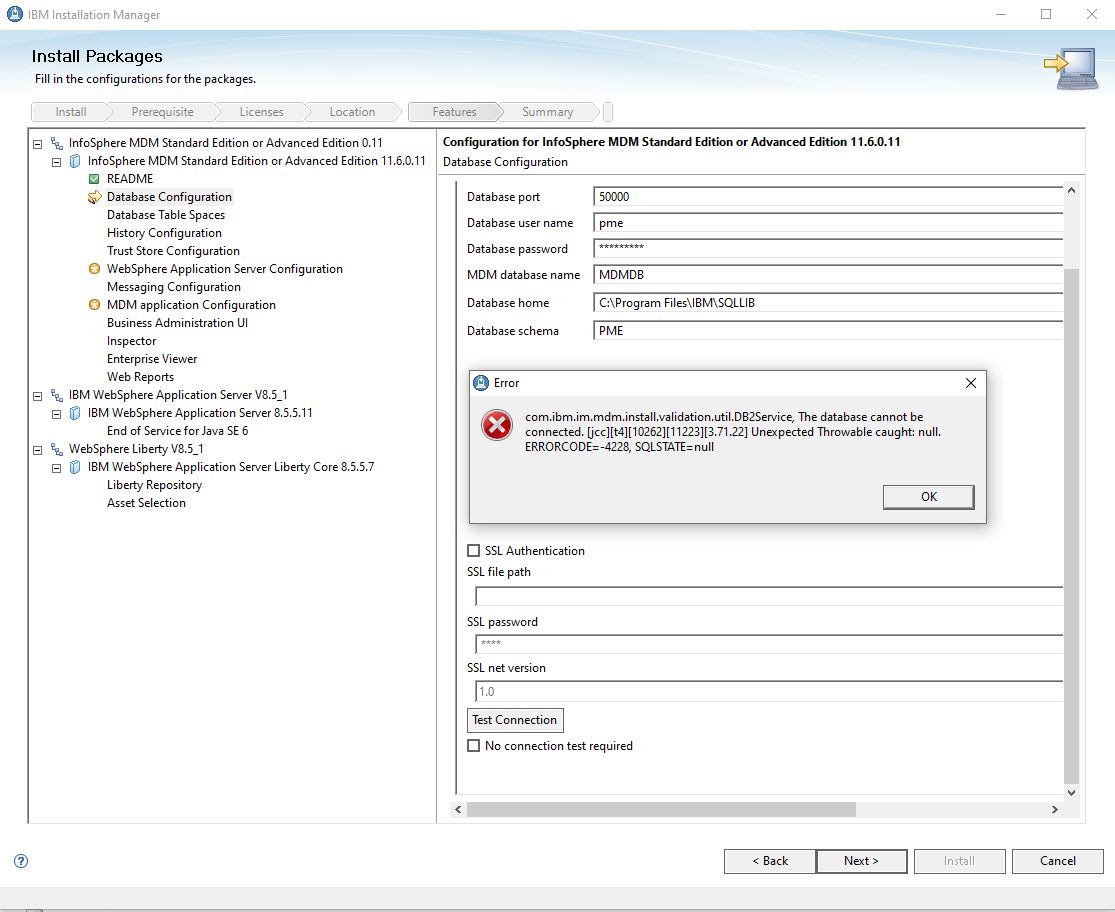 IBM Installation Manager
Install Packages
Fill in the configurations for the packages.
Install Prerequisite Licenses Location Features Summary
InfoSphere MDM Standard Edition or Advanced Edition 0.11
InfoSphere MDM Standard Edition or Advanced Edition 11.6.0.11
README
Database Configuration
Database Table Spaces
History Configuration
Trust Store Configuration
WebSphere Application Server Configuration
Messaging Configuration
MDM application Configuration
Business Administration UI
Inspector
Enterprise Viewer
Web Reports
IBM WebSphere Application Server V8.5_1
IBM WebSphere Application Server 8.5.5.11
End of Service for Java SE 6
WebSphere Liberty V8.5_1
IBM WebSphere Application Server Liberty Core 8.5.5.7
Liberty Repository
Asset Selection
Configuration for InfoSphere MDM Standard Edition or Advanced Edition 11.6.0.11
Database Configuration
Database port 50000
Database user name pme
Database password *********
MDM database name MDMDB
Database home C:\Program Files\IBM\SQLLIB
Database schema PME
Error
com.ibm.im.mdm.install.validation.util.DB2Service, The database cannot be
connected. [jcc][t4][10262][11223][3.71.22] Unexpected Throwable caught: null.
ERRORCODE=-4228, SQLSTATE=null
OK
SSL Authentication
SSL file path
SSL password
****
SSL net version
1.0
Test Connection
No connection test required
? < Back Next > Install Cancel